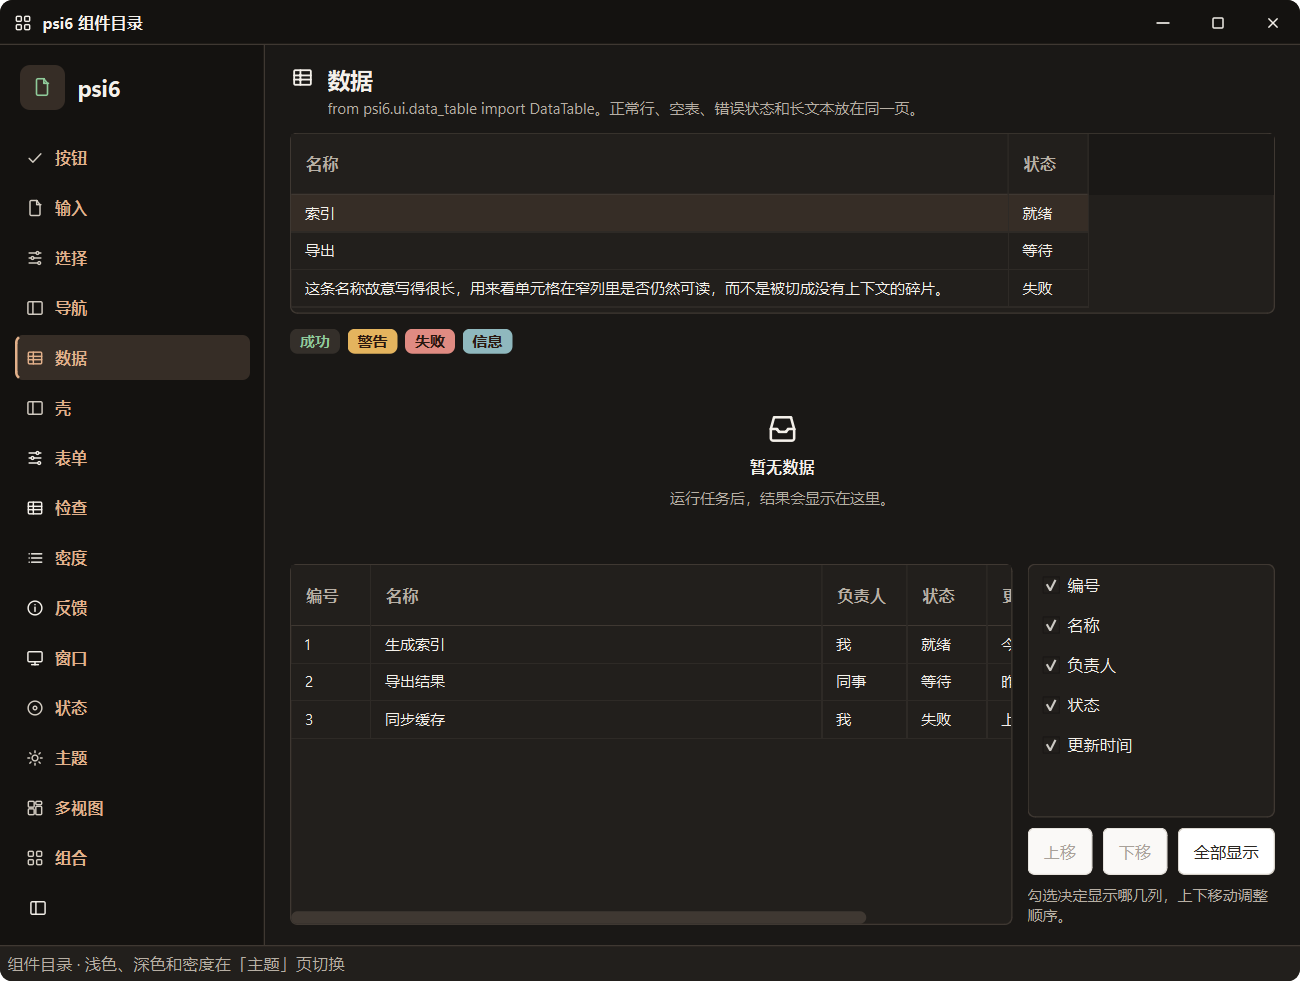 psi6 组件目录
psi6
按钮
输入
选择
导航
数据
壳
表单
检查
密度
反馈
窗口
状态
主题
多视图
组合
数据
from psi6.ui.data_table import DataTable。正常行、空表、错误状态和长文本放在同一页。
名称 状态
索引 就绪
导出 等待
这条名称故意写得很长，用来看单元格在窄列里是否仍然可读，而不是被切成没有上下文的碎片。 失败
成功 警告 失败 信息
暂无数据
运行任务后，结果会显示在这里。
编号 名称 负责人 状态
1 生成索引 我 就绪
2 导出结果 同事 等待
3 同步缓存 我 失败 上
编号
名称
负责人
状态
更新时间
上移 下移 全部显示
勾选决定显示哪几列，上下移动调整
顺序。
组件目录 · 浅色、深色和密度在「主题」页切换